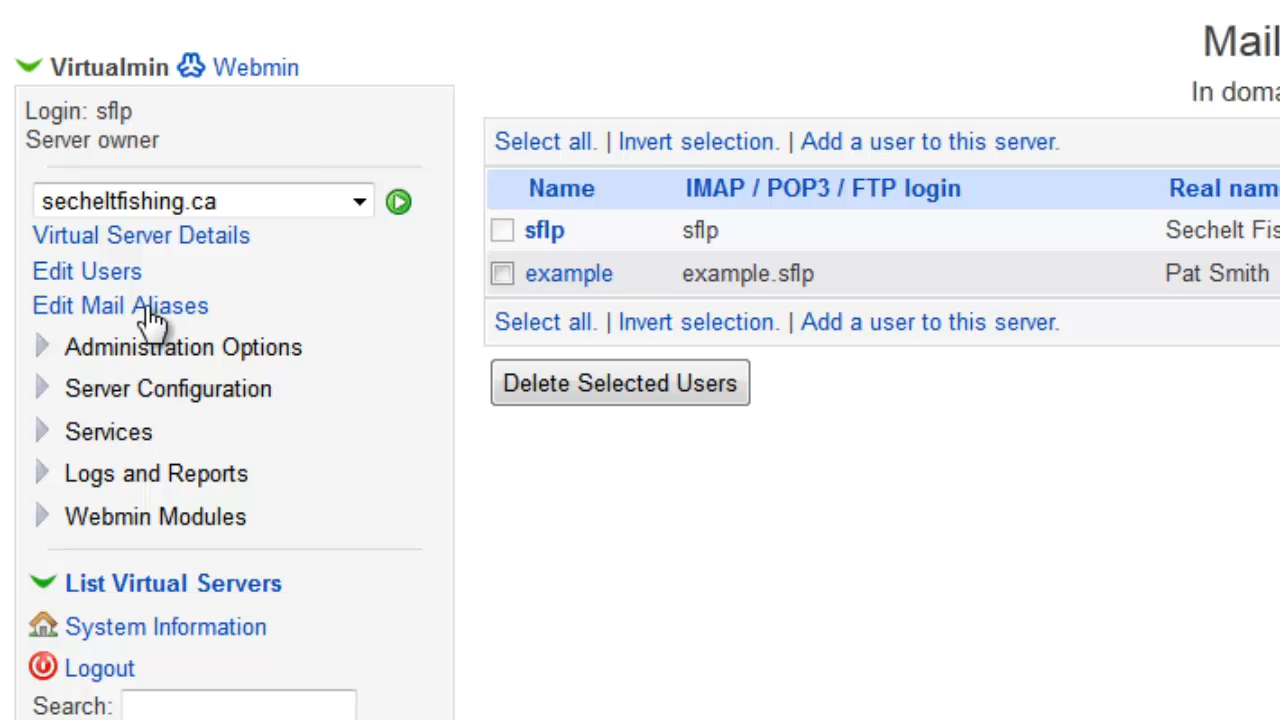 Mail
In doma
Virtualmin Webmin
Login: sflp
Server owner
secheltfishing.ca
Virtual Server Details
Edit Users
Edit Mail Aliases
Administration Options
Server Configuration
Services
Logs and Reports
Webmin Modules
List Virtual Servers
System Information
Logout
Search:
Select all. | Invert selection. | Add a user to this server.
Name IMAP / POP3 / FTP login Real nam
sflp sflp Sechelt Fis
example example.sflp Pat Smith
Select all. | Invert selection. | Add a user to this server.
Delete Selected Users